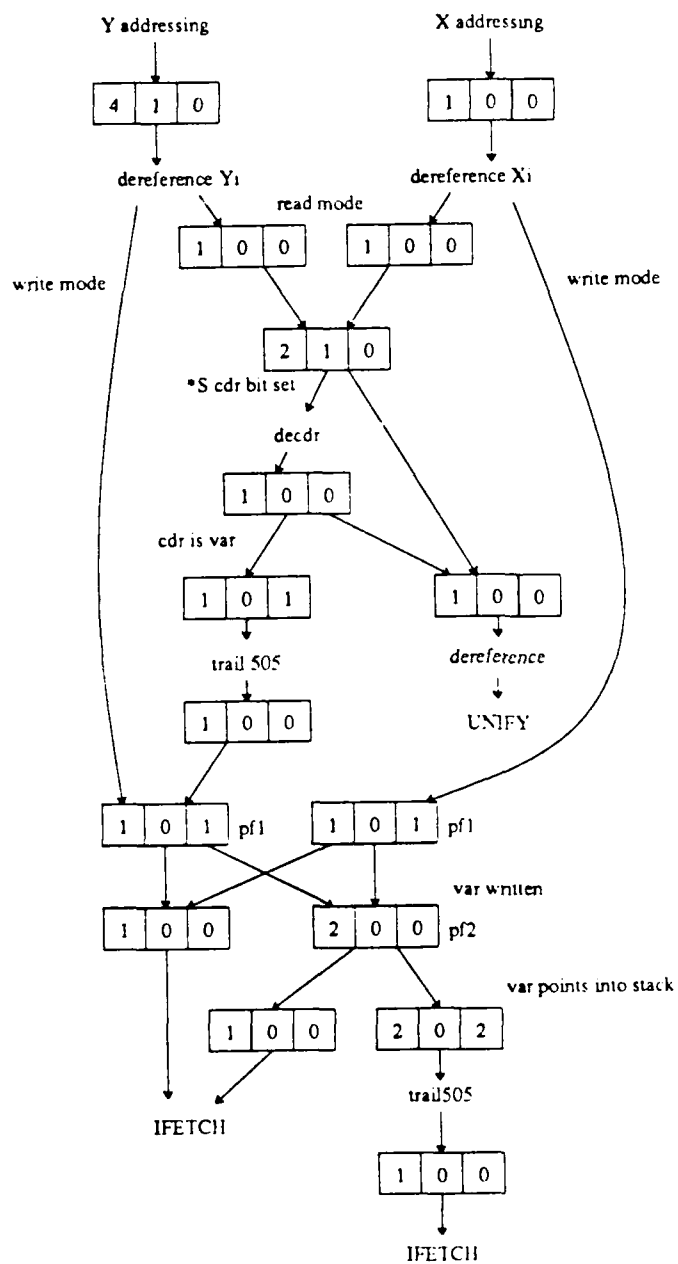 Y addressing
X addressing
4 1 0
1 0 0
dereference Yi
dereference Xi
read mode
1 0 0
1 0 0
write mode
write mode
2 1 0
*S cdr bit set
decdr
1 0 0
cdr is var
1 0 1
1 0 0
trail 505
dereference
1 0 0
UNIFY
1 0 1
pf1
1 0 1
pf1
var written
1 0 0
2 0 0
pf2
var points into stack
1 0 0
2 0 2
trail505
IFETCH
1 0 0
IFETCH